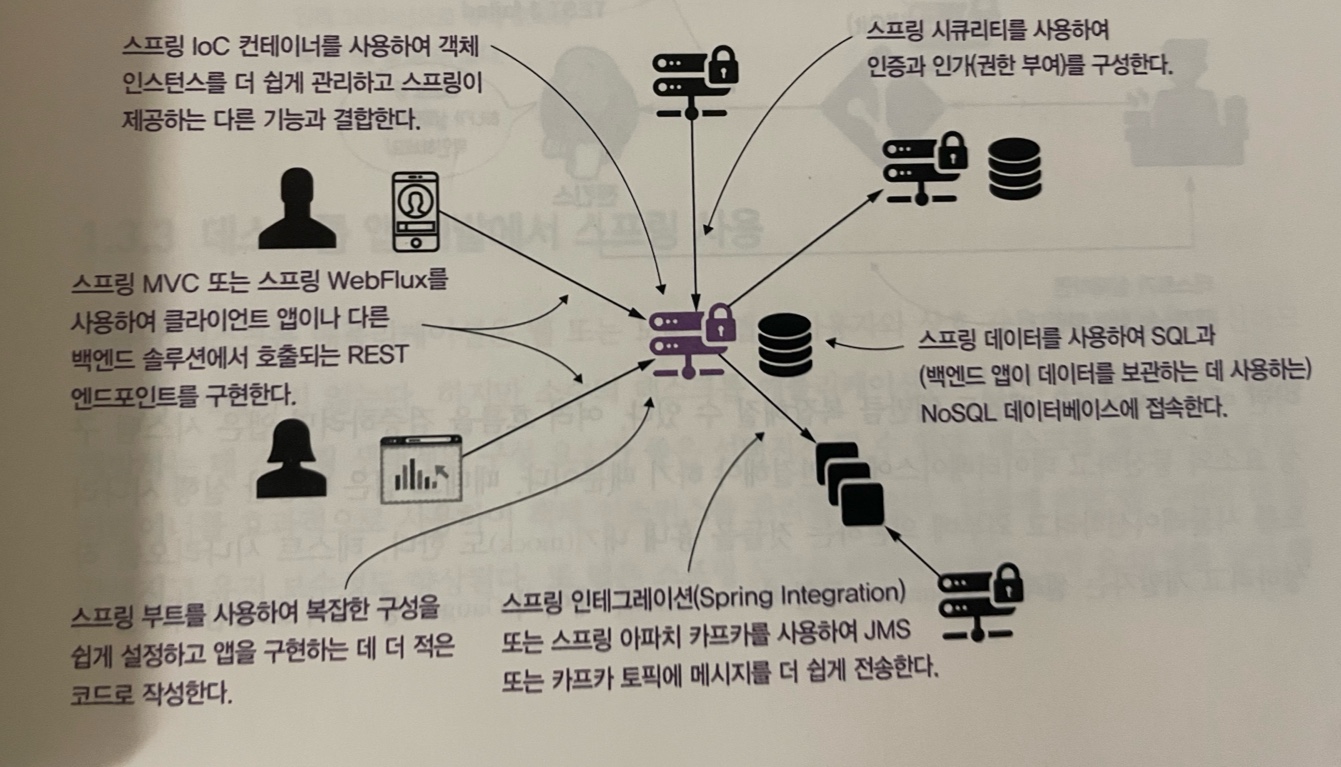 스프링 IoC 컨테이너를 사용하여 객체
인스턴스를 더 쉽게 관리하고 스프링이
제공하는 다른 기능과 결합한다.
스프링 시큐리티를 사용하여
인증과 인가(권한 부여)를 구성한다.
스프링 MVC 또는 스프링 WebFlux를
사용하여 클라이언트 앱이나 다른
백엔드 솔루션에서 호출되는 REST
엔드포인트를 구현한다.
스프링 데이터를 사용하여 SQL과
(백엔드 앱이 데이터를 보관하는 데 사용하는)
NoSQL 데이터베이스에 접속한다.
스프링 부트를 사용하여 복잡한 구성을
쉽게 설정하고 앱을 구현하는 데 더 적은
코드로 작성한다.
스프링 인테그레이션(Spring Integration)
또는 스프링 아파치 카프카를 사용하여 JMS
또는 카프카 토픽에 메시지를 더 쉽게 전송한다.